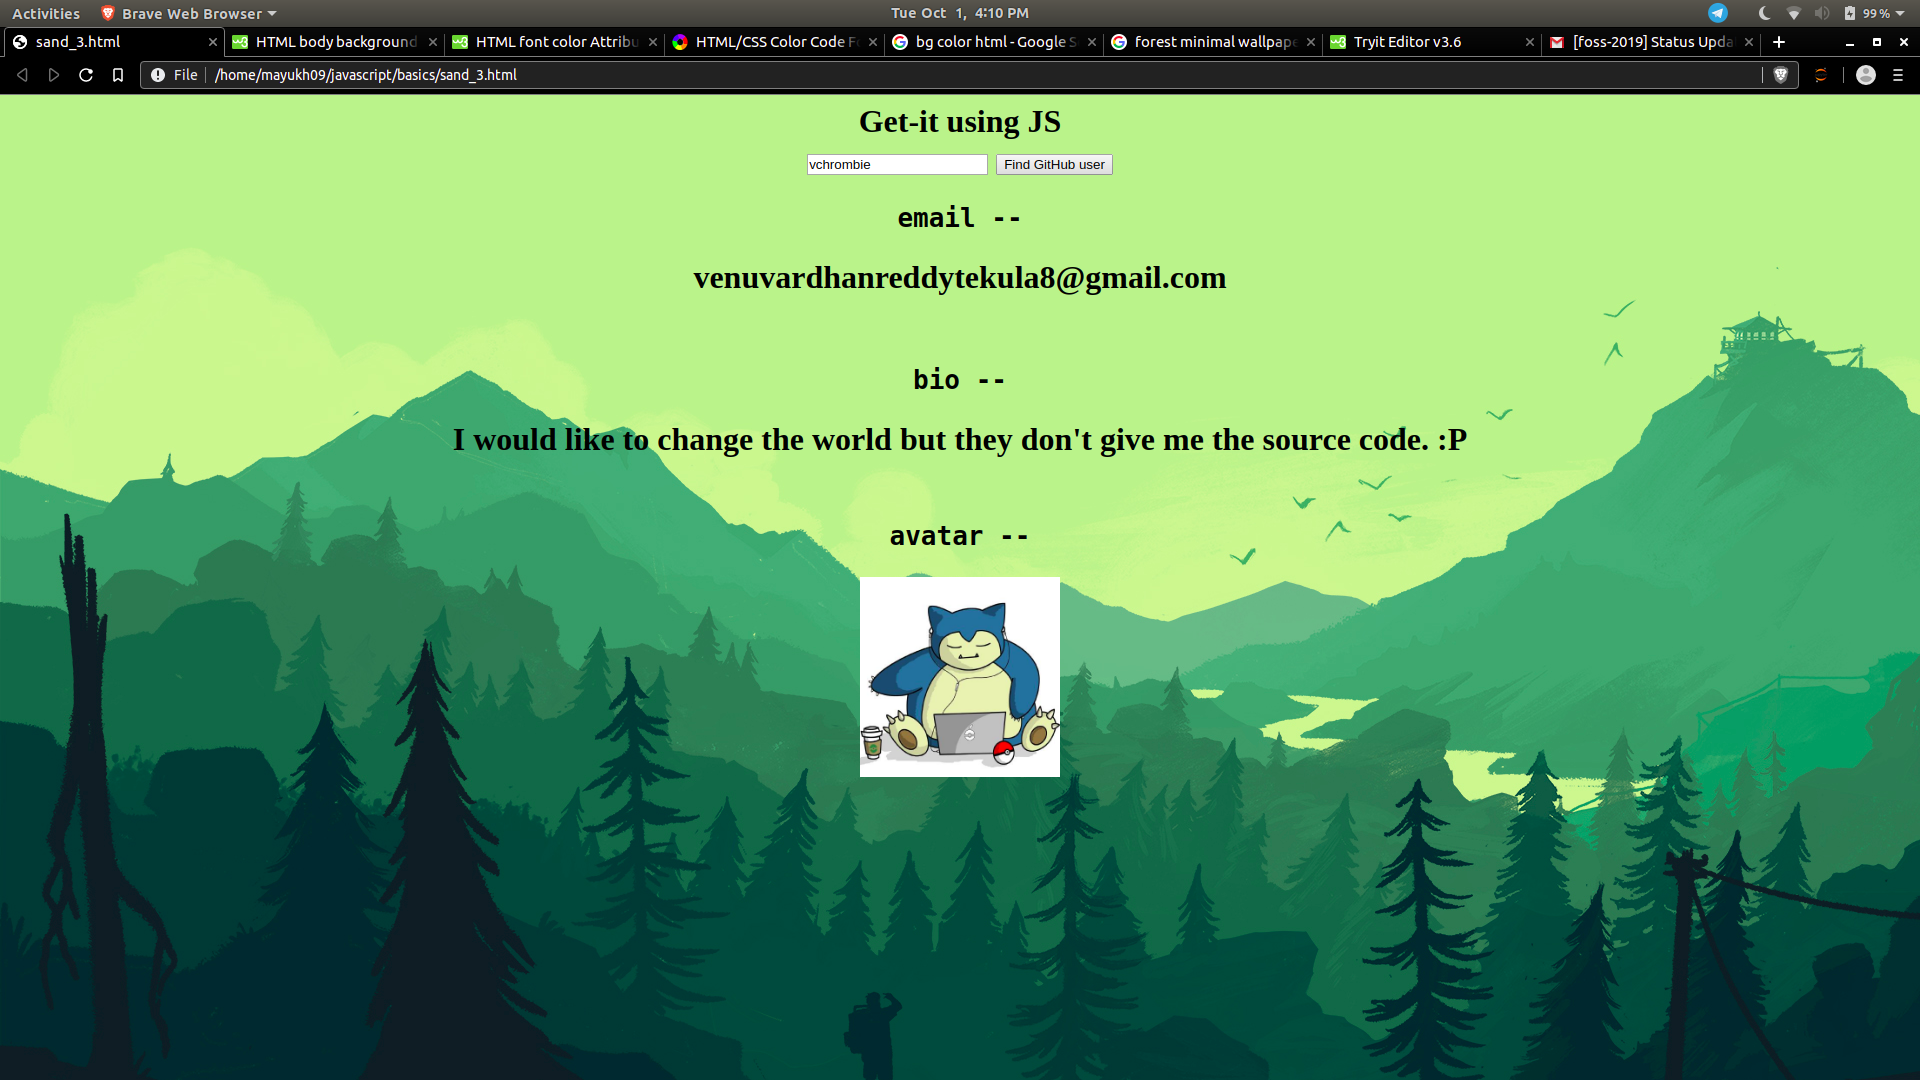 Activities
Brave Web Browser
Tue Oct 1, 4:10 PM
99 %
sand_3.html
HTML body background
HTML font color Attribu
HTML/CSS Color Code F
bg color html - Google S
forest minimal wallpape
Tryit Editor v3.6
[foss-2019] Status Upda
File
/home/mayukh09/javascript/basics/sand_3.html
Get-it using JS
vchrombie
Find GitHub user
email --
venuvardhanreddytekula8@gmail.com
bio --
I would like to change the world but they don't give me the source code. :P
avatar --